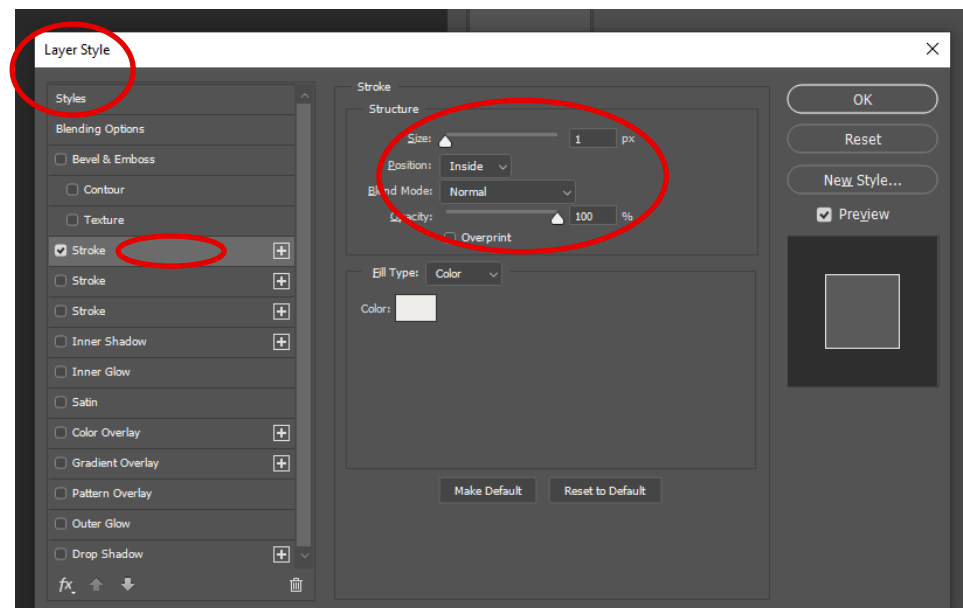 Layer Style
Styles
Blending Options
Bevel & Emboss
Contour
Texture
Stroke
Stroke
Stroke
Inner Shadow
Inner Glow
Satin
Color Overlay
Gradient Overlay
Pattern Overlay
Outer Glow
Drop Shadow
fx
Stroke
Structure
Size: 1 px
Position: Inside
Blend Mode: Normal
Opacity: 100 %
Overprint
Fill Type: Color
Color:
Make Default Reset to Default
OK
Reset
New Style...
Preview